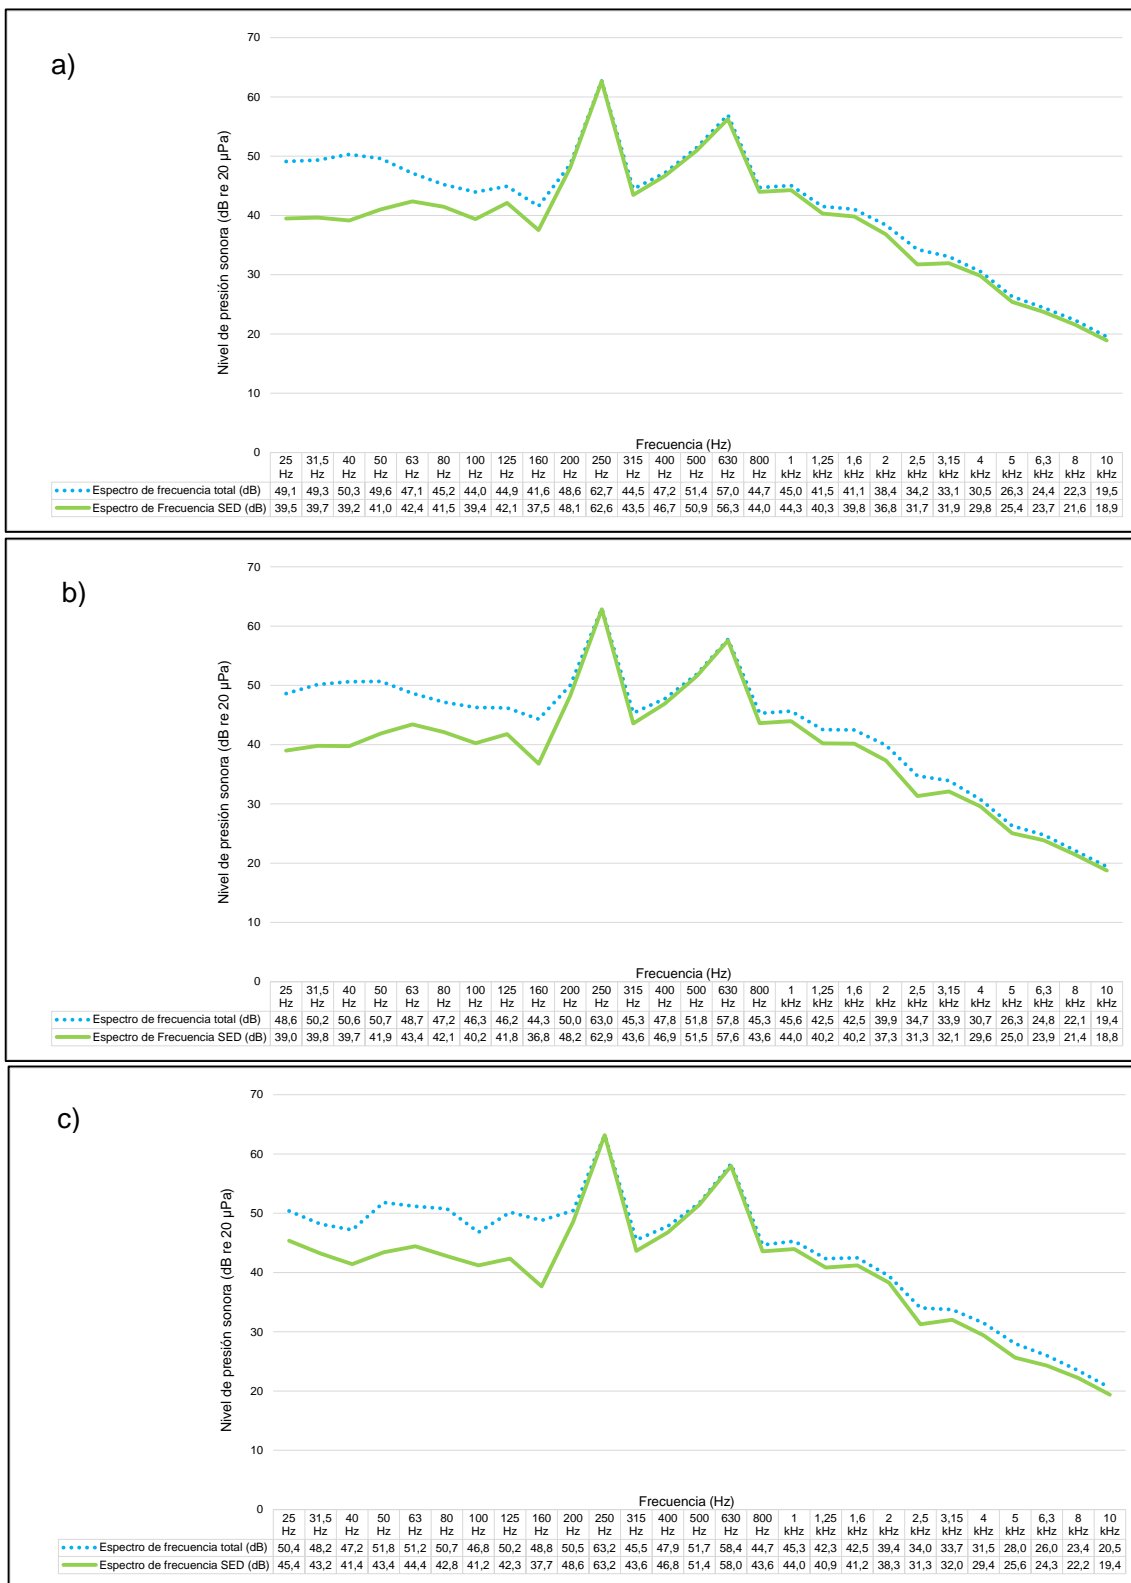 a)
Nivel de presión sonora (dB re 20 µPa)
70
60
50
40
30
20
10
0
Frecuencia (Hz)
25 Hz 31,5 Hz 40 Hz 50 Hz 63 Hz 80 Hz 100 Hz 125 Hz 160 Hz 200 Hz 250 Hz 315 Hz 400 Hz 500 Hz 630 Hz 800 Hz 1 kHz 1,25 kHz 1,6 kHz 2 kHz 2,5 kHz 3,15 kHz 4 kHz 5 kHz 6,3 kHz 8 kHz 10 kHz
Espectro de frecuencia total (dB) 49,1 49,3 50,3 49,6 47,1 45,2 44,0 44,9 41,6 48,6 62,7 44,5 47,2 51,4 57,0 44,7 45,0 41,5 41,1 38,4 34,2 33,1 30,5 26,3 24,4 22,3 19,5
Espectro de Frecuencia SED (dB) 39,5 39,7 39,2 41,0 42,4 41,5 39,4 42,1 37,5 48,1 62,6 43,5 46,7 50,9 56,3 44,0 44,3 40,3 39,8 36,8 31,7 31,9 29,8 25,4 23,7 21,6 18,9
b)
Nivel de presión sonora (dB re 20 µPa)
70
60
50
40
30
20
10
0
Frecuencia (Hz)
25 Hz 31,5 Hz 40 Hz 50 Hz 63 Hz 80 Hz 100 Hz 125 Hz 160 Hz 200 Hz 250 Hz 315 Hz 400 Hz 500 Hz 630 Hz 800 Hz 1 kHz 1,25 kHz 1,6 kHz 2 kHz 2,5 kHz 3,15 kHz 4 kHz 5 kHz 6,3 kHz 8 kHz 10 kHz
Espectro de frecuencia total (dB) 48,6 50,2 50,6 50,7 48,7 47,2 46,3 46,2 44,3 50,0 63,0 45,3 47,8 51,8 57,8 45,3 45,6 42,5 42,5 39,9 34,7 33,9 30,7 26,3 24,8 22,1 19,4
Espectro de Frecuencia SED (dB) 39,0 39,8 39,7 41,9 43,4 42,1 40,2 41,8 36,8 48,2 62,9 43,6 46,9 51,5 57,6 43,6 44,0 40,2 40,2 37,3 31,3 32,1 29,6 25,0 23,9 21,4 18,8
c)
Nivel de presión sonora (dB re 20 µPa)
70
60
50
40
30
20
10
0
Frecuencia (Hz)
25 Hz 31,5 Hz 40 Hz 50 Hz 63 Hz 80 Hz 100 Hz 125 Hz 160 Hz 200 Hz 250 Hz 315 Hz 400 Hz 500 Hz 630 Hz 800 Hz 1 kHz 1,25 kHz 1,6 kHz 2 kHz 2,5 kHz 3,15 kHz 4 kHz 5 kHz 6,3 kHz 8 kHz 10 kHz
Espectro de frecuencia total (dB) 50,4 48,2 47,2 51,8 51,2 50,7 46,8 50,2 48,8 50,5 63,2 45,5 47,9 51,7 58,4 44,7 45,3 42,3 42,5 39,4 34,0 33,7 31,5 28,0 26,0 23,4 20,5
Espectro de frecuencia SED (dB) 45,4 43,2 41,4 43,4 44,4 42,8 41,2 42,3 37,7 48,6 63,2 43,6 46,8 51,4 58,0 43,6 44,0 40,9 41,2 38,3 31,3 32,0 29,4 25,6 24,3 22,2 19,4